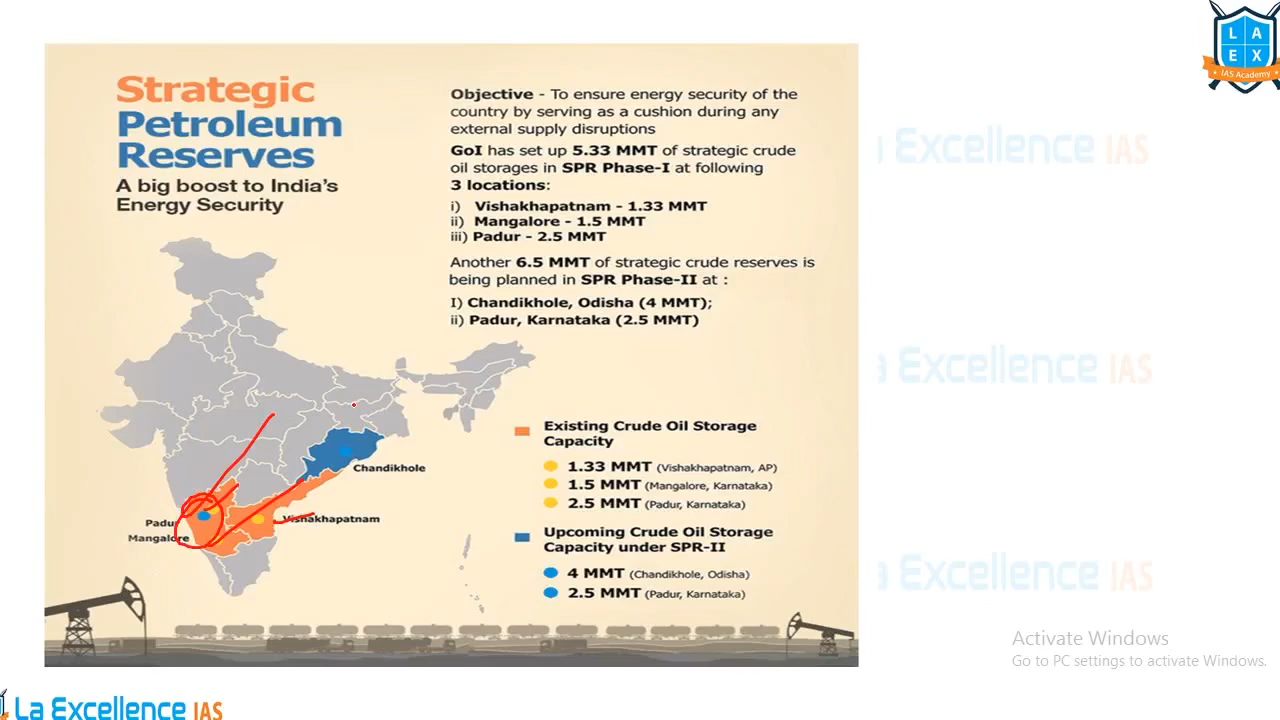 L A
E X
IAS Academy
Strategic
Petroleum
Reserves
A big boost to India's
Energy Security
Objective - To ensure energy security of the
country by serving as a cushion during any
external supply disruptions
GoI has set up 5.33 MMT of strategic crude
oil storages in SPR Phase-I at following
3 locations:
i) Vishakhapatnam - 1.33 MMT
ii) Mangalore - 1.5 MMT
iii) Padur - 2.5 MMT
Another 6.5 MMT of strategic crude reserves is
being planned in SPR Phase-II at :
I) Chandikhole, Odisha (4 MMT);
ii) Padur, Karnataka (2.5 MMT)
Chandikhole
Vishakhapatnam
Padur
Mangalore
Existing Crude Oil Storage
Capacity
1.33 MMT (Vishakhapatnam, AP)
1.5 MMT (Mangalore, Karnataka)
2.5 MMT (Padur, Karnataka)
Upcoming Crude Oil Storage
Capacity under SPR-II
4 MMT (Chandikhole, Odisha)
2.5 MMT (Padur, Karnataka)
a Excellence IAS
a Excellence IAS
a Excellence IAS
Activate Windows
Go to PC settings to activate Windows.
La Excellence IAS